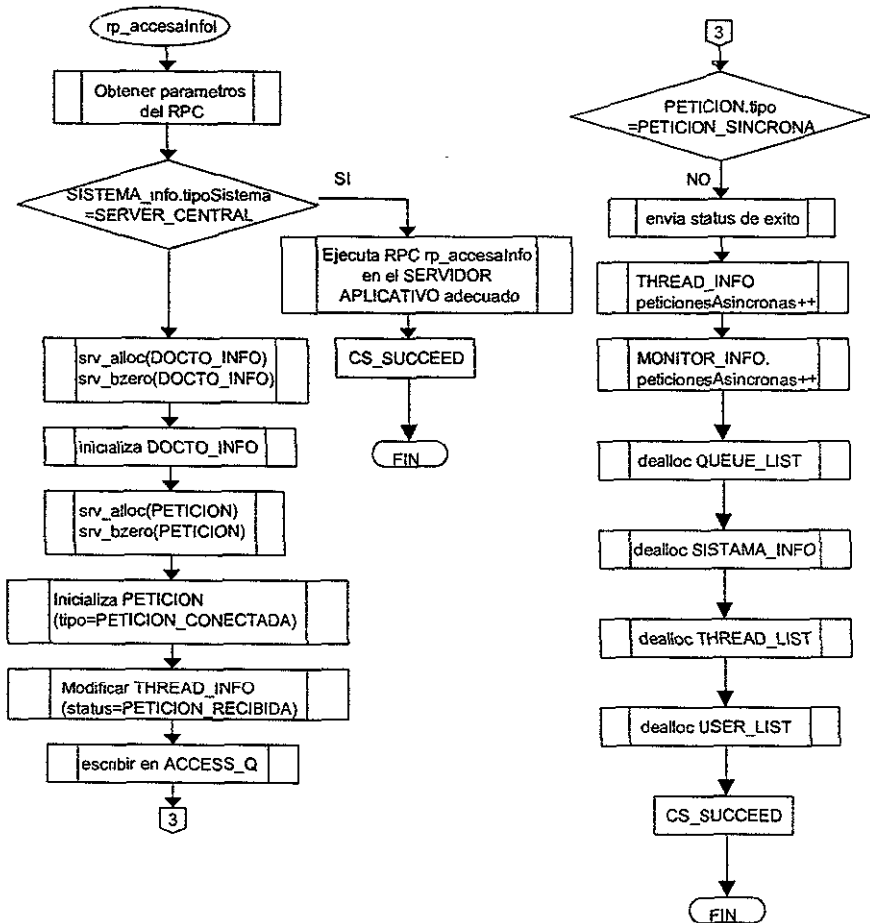 rp_accesaInfoI
Obtener parametros
del RPC
SISTEMA_info.tipoSistema
=SERVER_CENTRAL
SI
Ejecuta RPC rp_accesaInfo
en el SERVIDOR
APLICATIVO adecuado
CS_SUCCEED
FIN
srv_alloc(DOCTO_INFO)
srv_bzero(DOCTO_INFO)
inicializa DOCTO_INFO
srv_alloc(PETICION)
srv_bzero(PETICION)
Inicializa PETICION
(tipo=PETICION_CONECTADA)
Modificar THREAD_INFO
(status=PETICION_RECIBIDA)
escribir en ACCESS_Q
3
3
PETICION.tipo
=PETICION_SINCRONA
NO
envia status de exito
THREAD_INFO
peticionesAsincronas++
MONITOR_INFO.
peticionesAsincronas++
dealloc QUEUE_LIST
dealloc SISTAMA_INFO
dealloc THREAD_LIST
dealloc USER_LIST
CS_SUCCEED
FIN